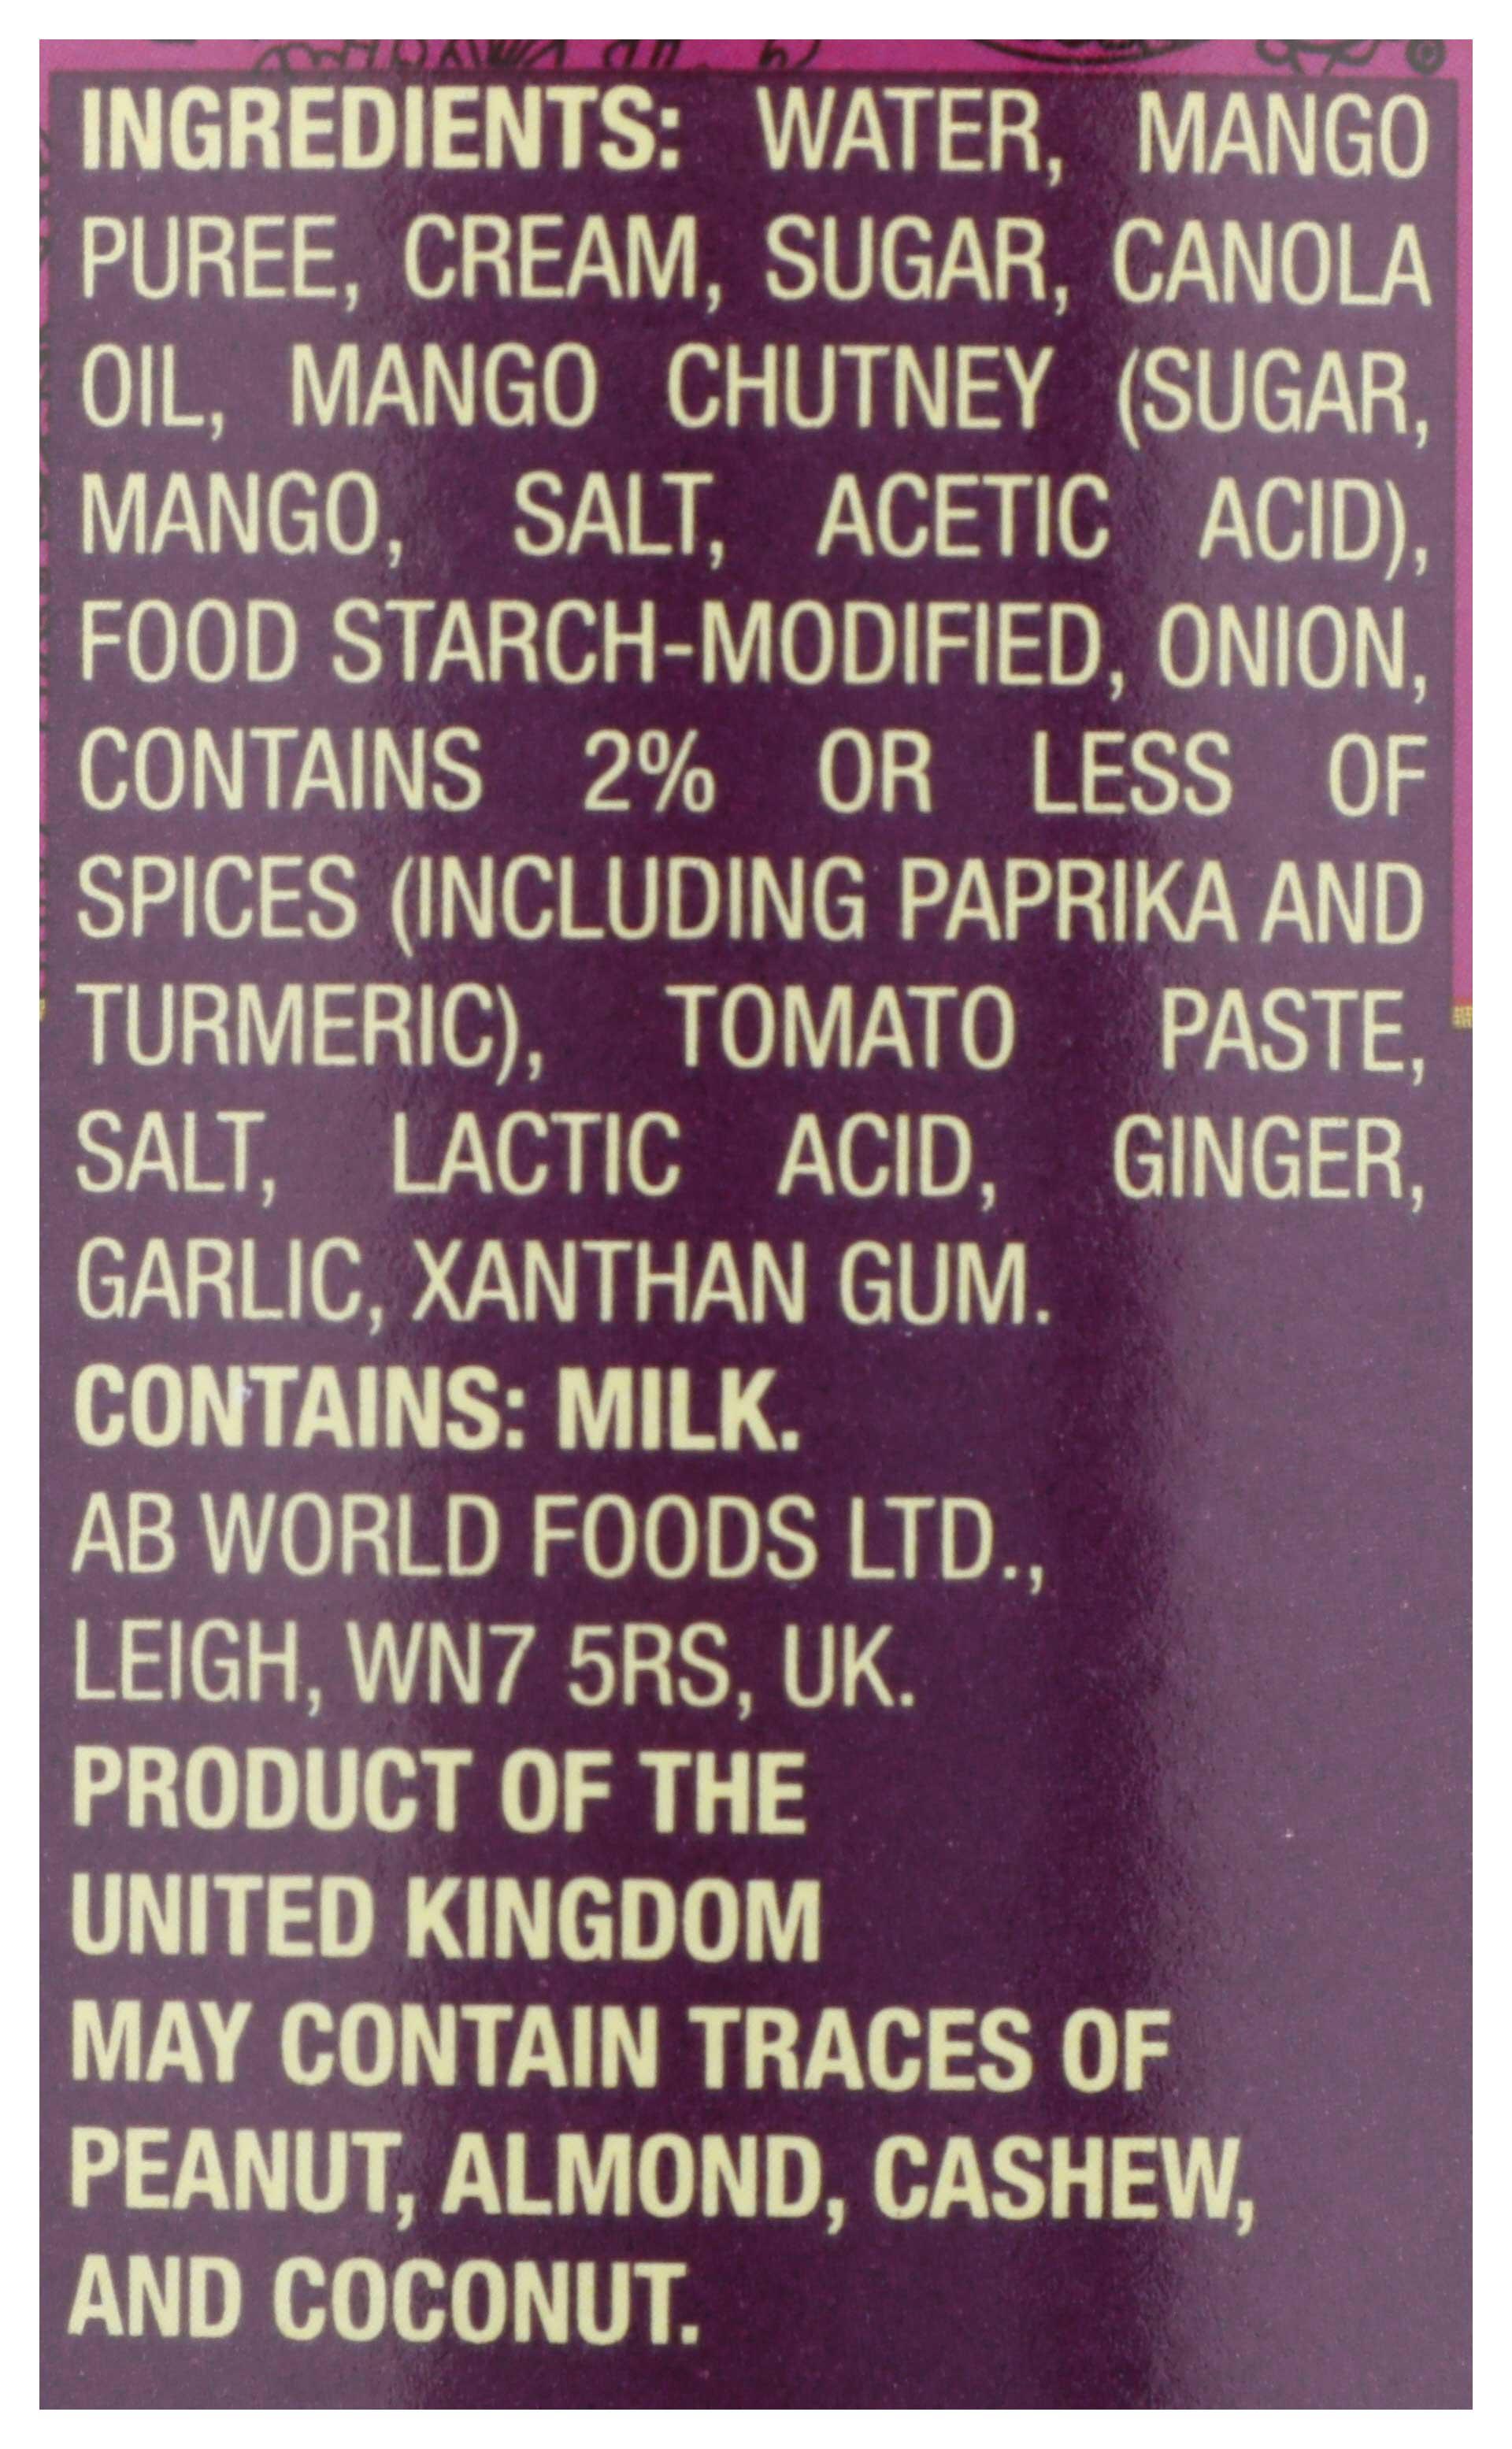 INGREDIENTS: WATER, MANGO
PUREE, CREAM, SUGAR, CANOLA
OIL, MANGO CHUTNEY (SUGAR,
MANGO, SALT, ACETIC ACID),
FOOD STARCH-MODIFIED, ONION,
CONTAINS 2% OR LESS OF
SPICES (INCLUDING PAPRIKA AND
TURMERIC), TOMATO PASTE,
SALT, LACTIC ACID, GINGER,
GARLIC, XANTHAN GUM.
CONTAINS: MILK.
AB WORLD FOODS LTD.,
LEIGH, WN7 5RS, UK.
PRODUCT OF THE
UNITED KINGDOM
MAY CONTAIN TRACES OF
PEANUT, ALMOND, CASHEW,
AND COCONUT.